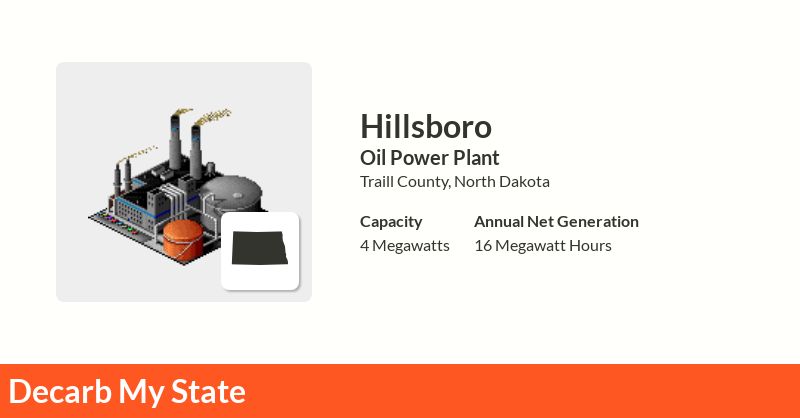 Hillsboro
Oil Power Plant
Traill County, North Dakota
Capacity Annual Net Generation
4 Megawatts 16 Megawatt Hours
Decarb My State